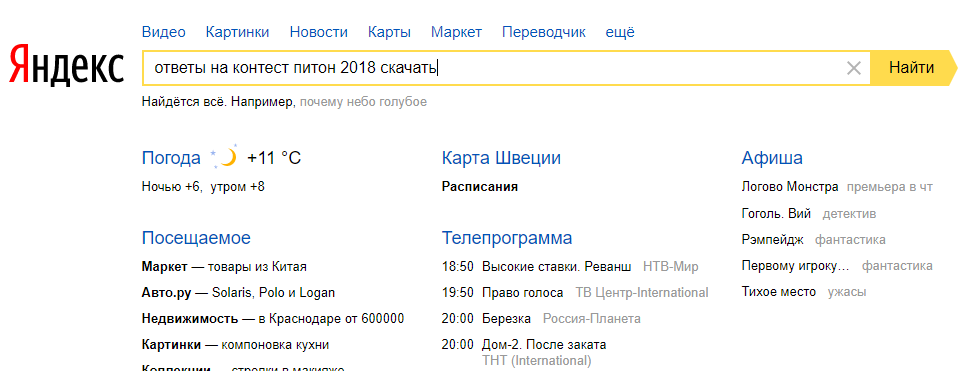 Видео Картинки Новости Карты Маркет Переводчик ещё
Яндекс
ответы на контест питон 2018 скачать
Найти
Найдётся всё. Например, почему небо голубое
Погода +11 °C
Ночью +6, утром +8
Карта Швеции
Расписания
Афиша
Логово Монстра премьера в чт
Гоголь. Вий детектив
Рэмпейдж фантастика
Первому игроку... фантастика
Тихое место ужасы
Посещаемое
Маркет — товары из Китая
Авто.ру — Solaris, Polo и Logan
Недвижимость — в Краснодаре от 600000
Картинки — компоновка кухни
Коллекции — стрелки в макияже
Телепрограмма
18:50 Высокие ставки. Реванш НТВ-Мир
19:50 Право голоса ТВ Центр-International
20:00 Березка Россия-Планета
20:00 Дом-2. После заката
ТНТ (International)